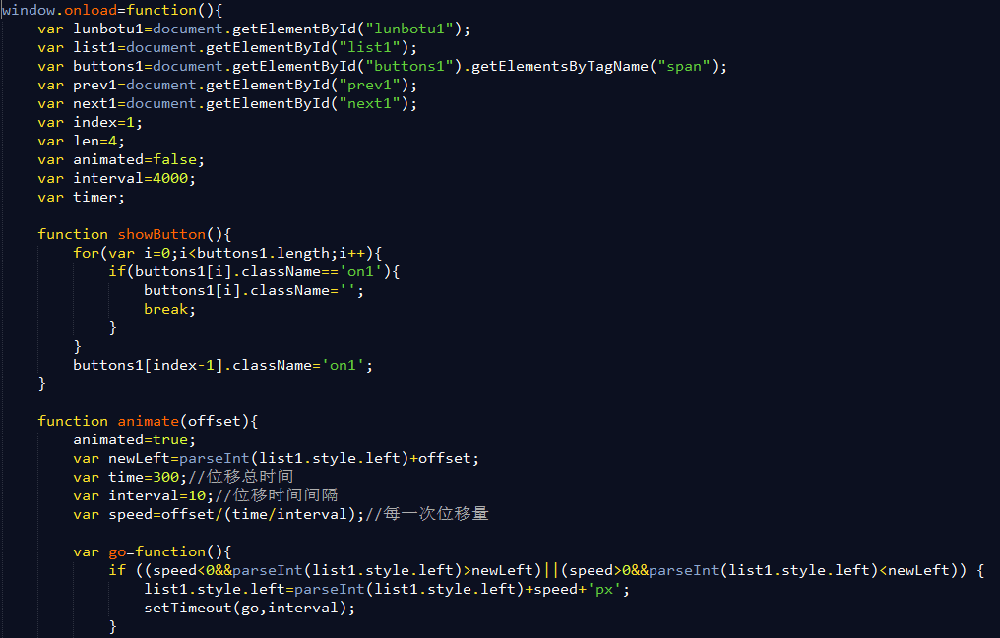 window.onload=function(){
    var lunbotu1=document.getElementById("lunbotu1");
    var list1=document.getElementById("list1");
    var buttons1=document.getElementById("buttons1").getElementsByTagName("span");
    var prev1=document.getElementById("prev1");
    var next1=document.getElementById("next1");
    var index=1;
    var len=4;
    var animated=false;
    var interval=4000;
    var timer;

    function showButton(){
        for(var i=0;i<buttons1.length;i++){
            if(buttons1[i].className=='on1'){
                buttons1[i].className='';
                break;
            }
        }
        buttons1[index-1].className='on1';
    }

    function animate(offset){
        animated=true;
        var newLeft=parseInt(list1.style.left)+offset;
        var time=300;//位移总时间
        var interval=10;//位移时间间隔
        var speed=offset/(time/interval);//每一次位移量

        var go=function(){
            if ((speed<0&&parseInt(list1.style.left)>newLeft)||(speed>0&&parseInt(list1.style.left)<newLeft)) {
                list1.style.left=parseInt(list1.style.left)+speed+'px';
                setTimeout(go,interval);
            }